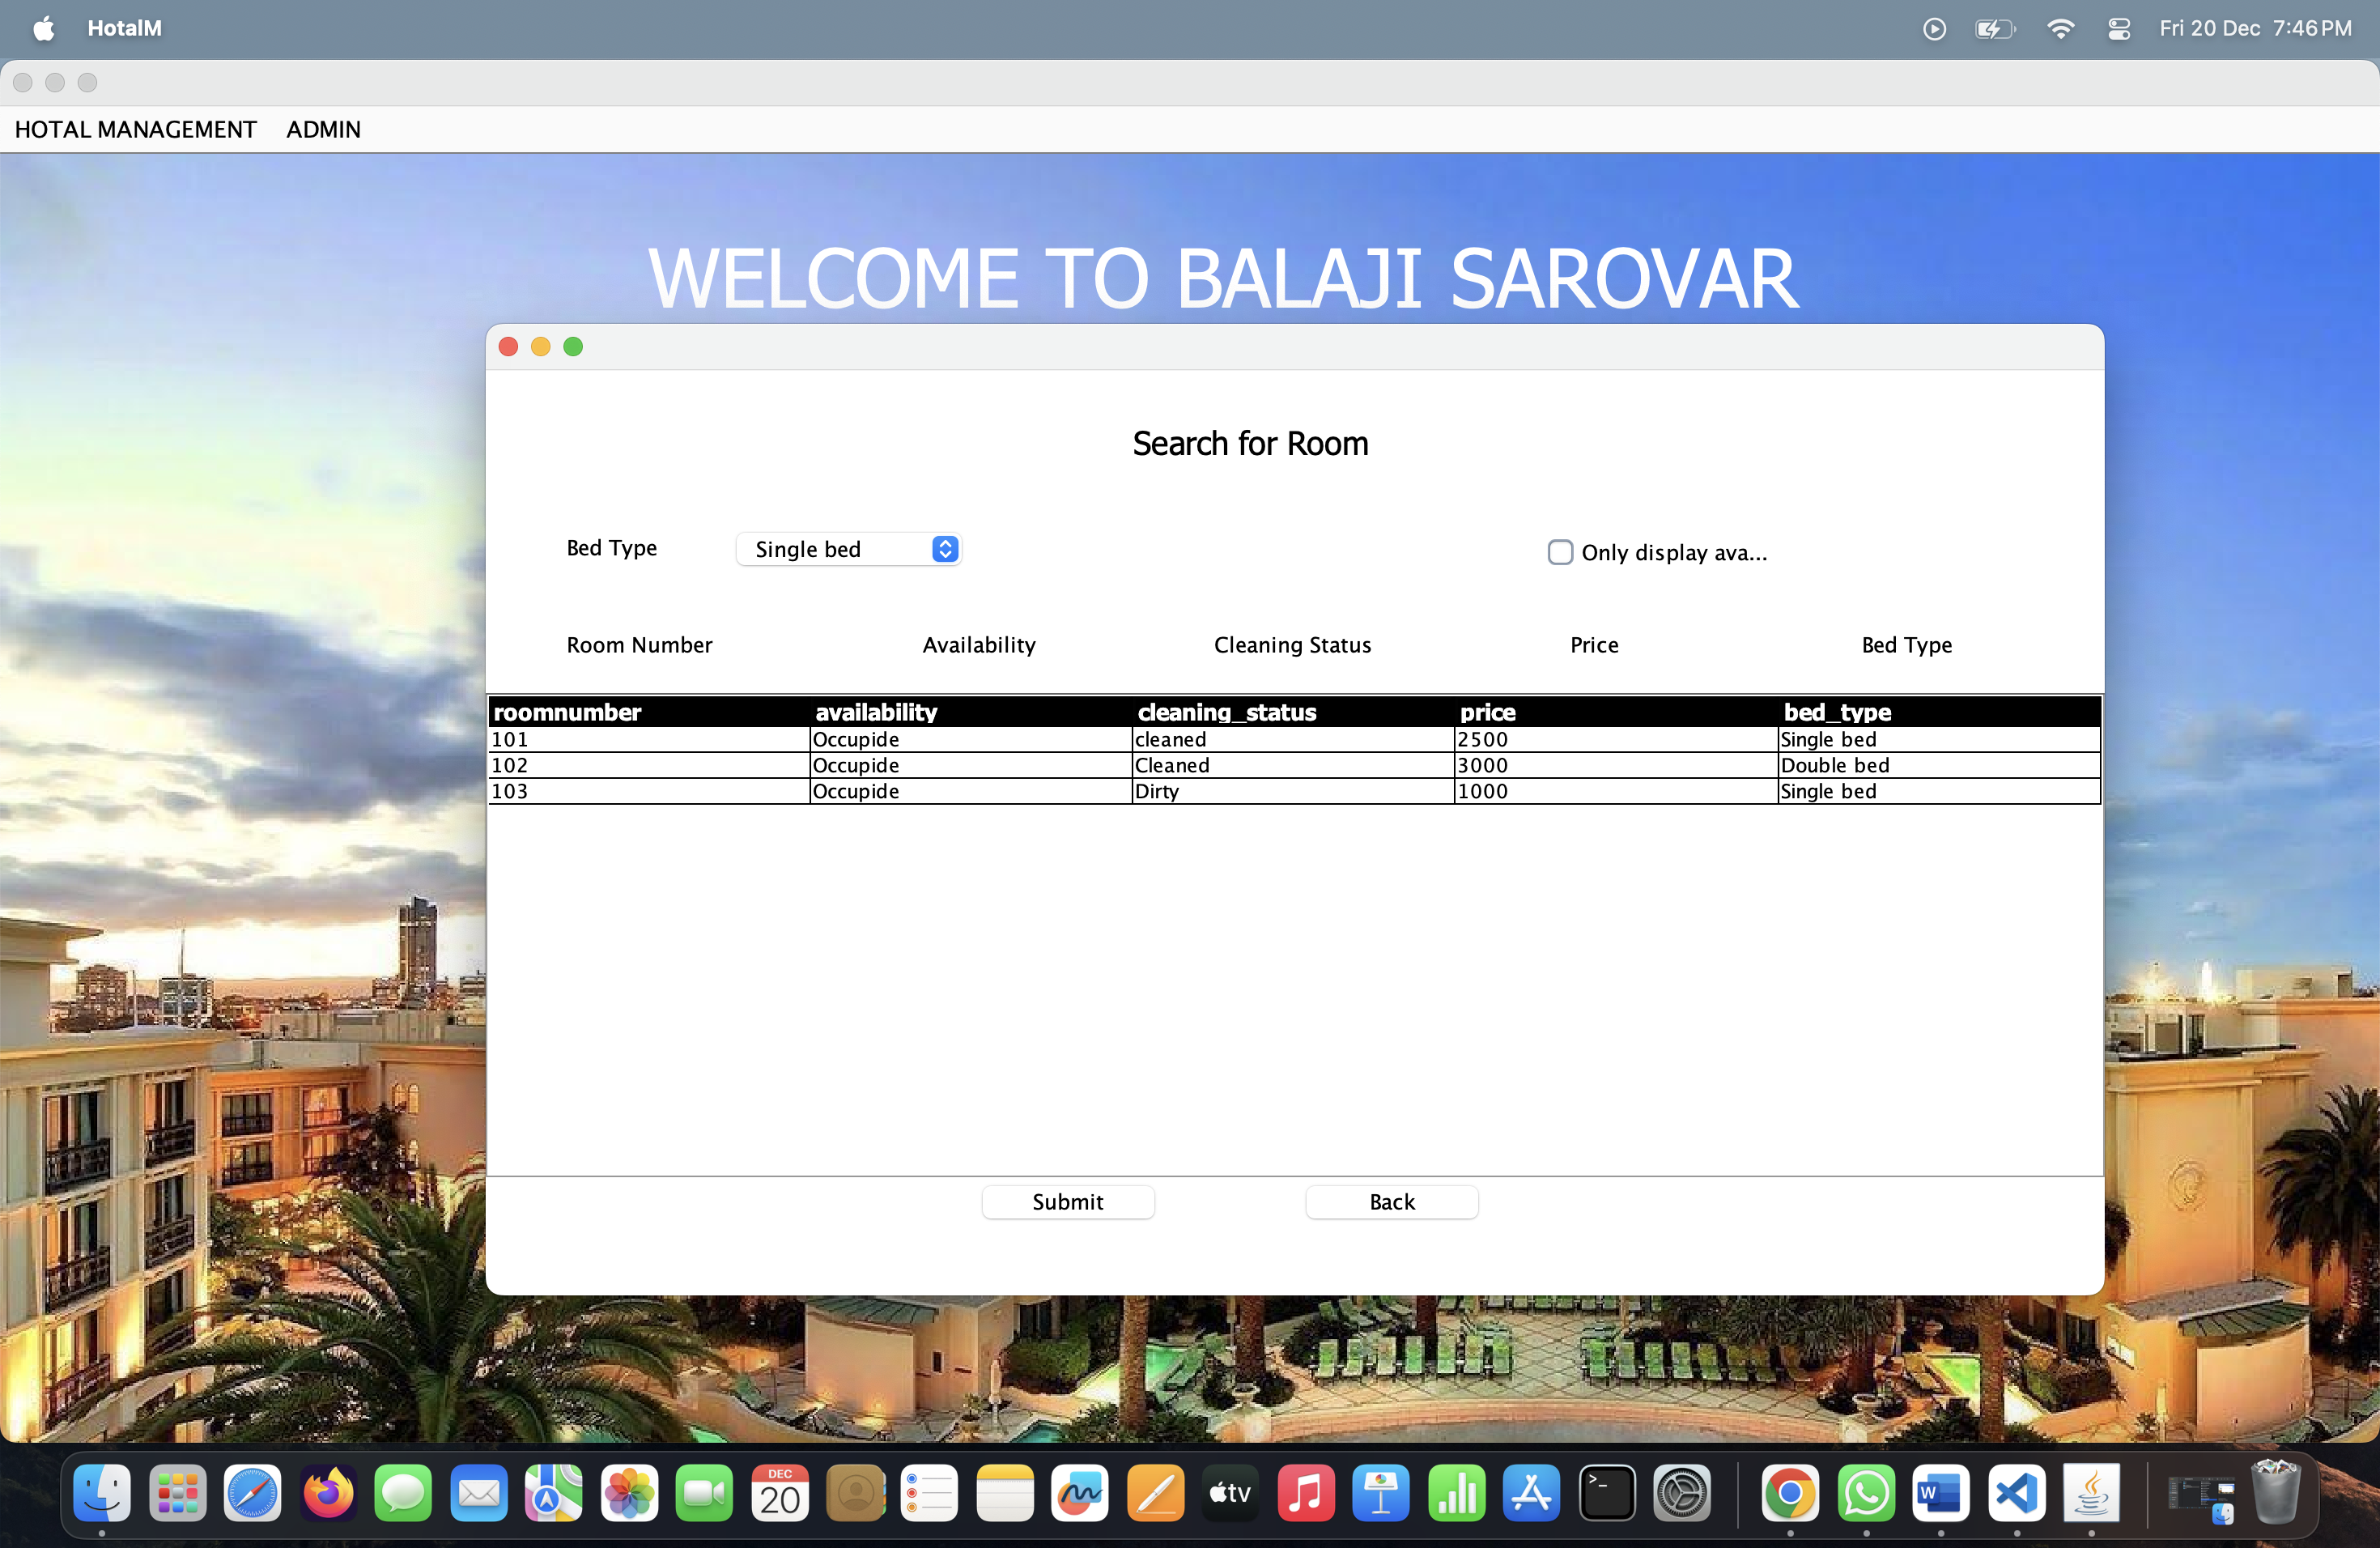 HotalM
Fri 20 Dec 7:46 PM
HOTAL MANAGEMENT ADMIN
WELCOME TO BALAJI SAROVAR
Search for Room
Bed Type Single bed Only display ava...
Room Number Availability Cleaning Status Price Bed Type
roomnumber availability cleaning_status price bed_type
101 Occupide cleaned 2500 Single bed
102 Occupide Cleaned 3000 Double bed
103 Occupide Dirty 1000 Single bed
Submit Back
DEC
20
tv
>_
W